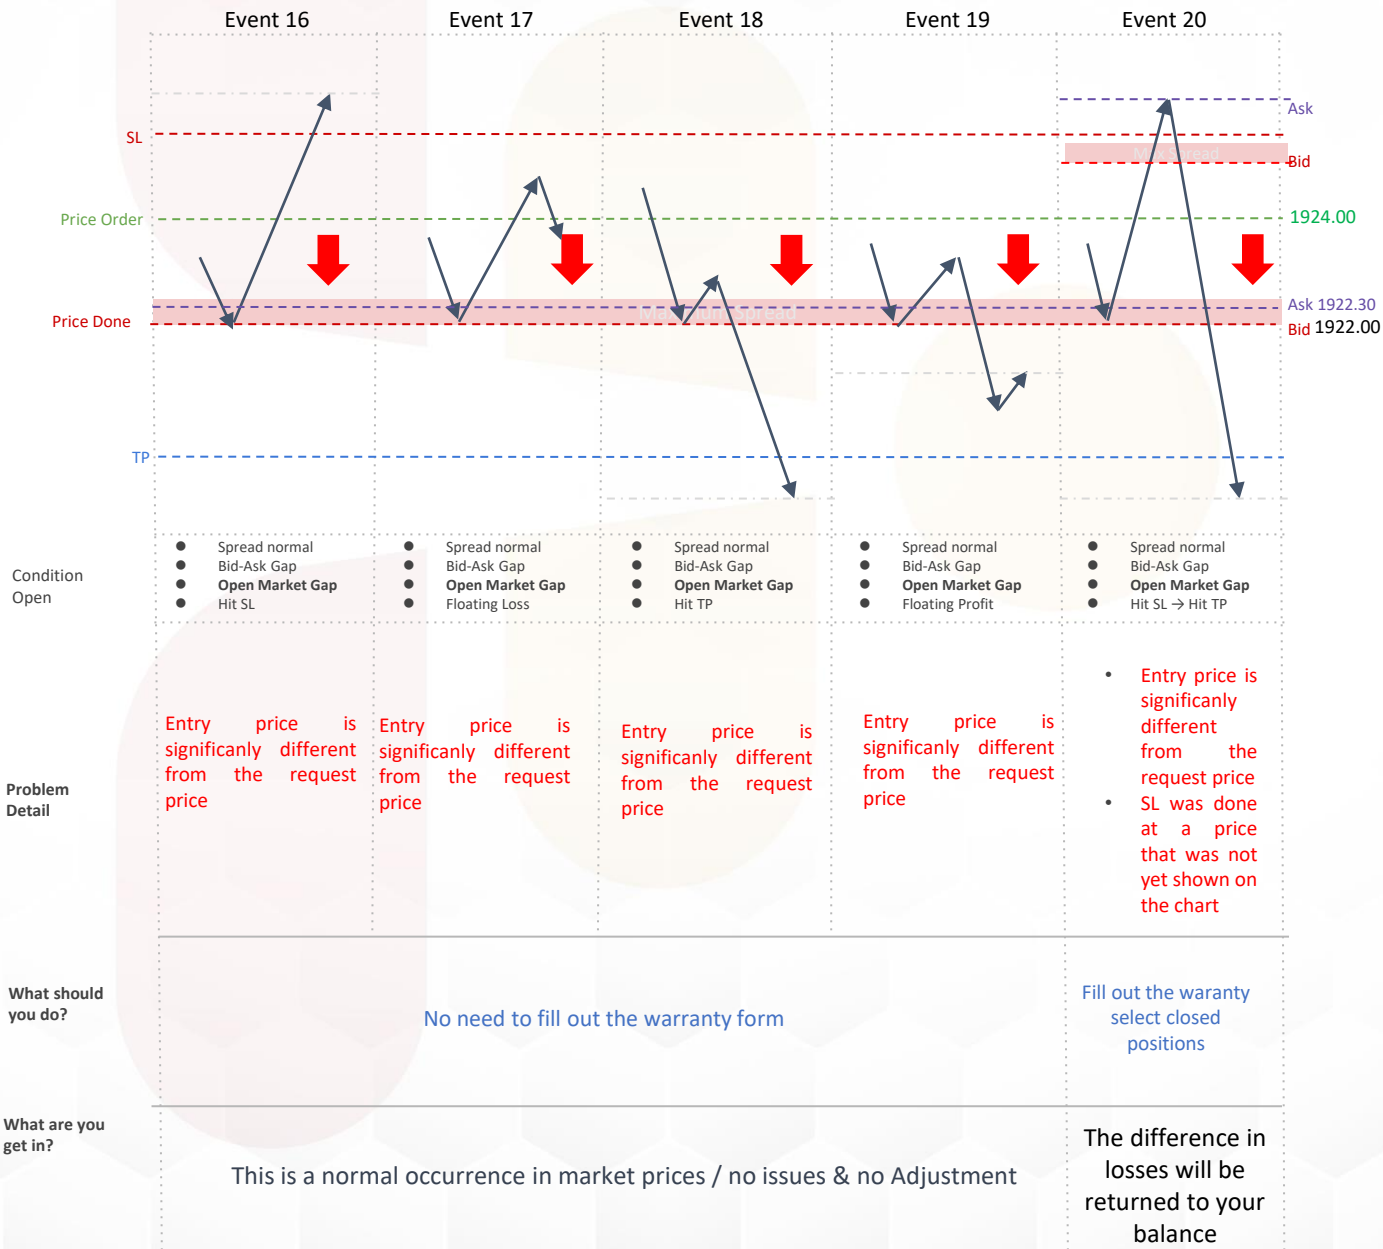 Event 16
Event 17
Event 18
Event 19
Event 20
Ask
SL
Max Spread
Bid
Price Order
1924.00
Ask 1922.30
Maximum Spread
Price Done
Bid 1922.00
TP
Condition
Open
Spread normal
Bid-Ask Gap
Open Market Gap
Hit SL
Spread normal
Bid-Ask Gap
Open Market Gap
Floating Loss
Spread normal
Bid-Ask Gap
Open Market Gap
Hit TP
Spread normal
Bid-Ask Gap
Open Market Gap
Floating Profit
Spread normal
Bid-Ask Gap
Open Market Gap
Hit SL → Hit TP
Problem
Detail
Entry price is
significanly different
from the request
price
Entry price is
significanly different
from the request
price
Entry price is
significanly different
from the request
price
Entry price is
significanly different
from the request
price
• Entry price is
significanly
different
from the
request price
• SL was done
at a price
that was not
yet shown on
the chart
What should
you do?
No need to fill out the warranty form
Fill out the waranty
select closed
positions
What are you
get in?
This is a normal occurrence in market prices / no issues & no Adjustment
The difference in
losses will be
returned to your
balance